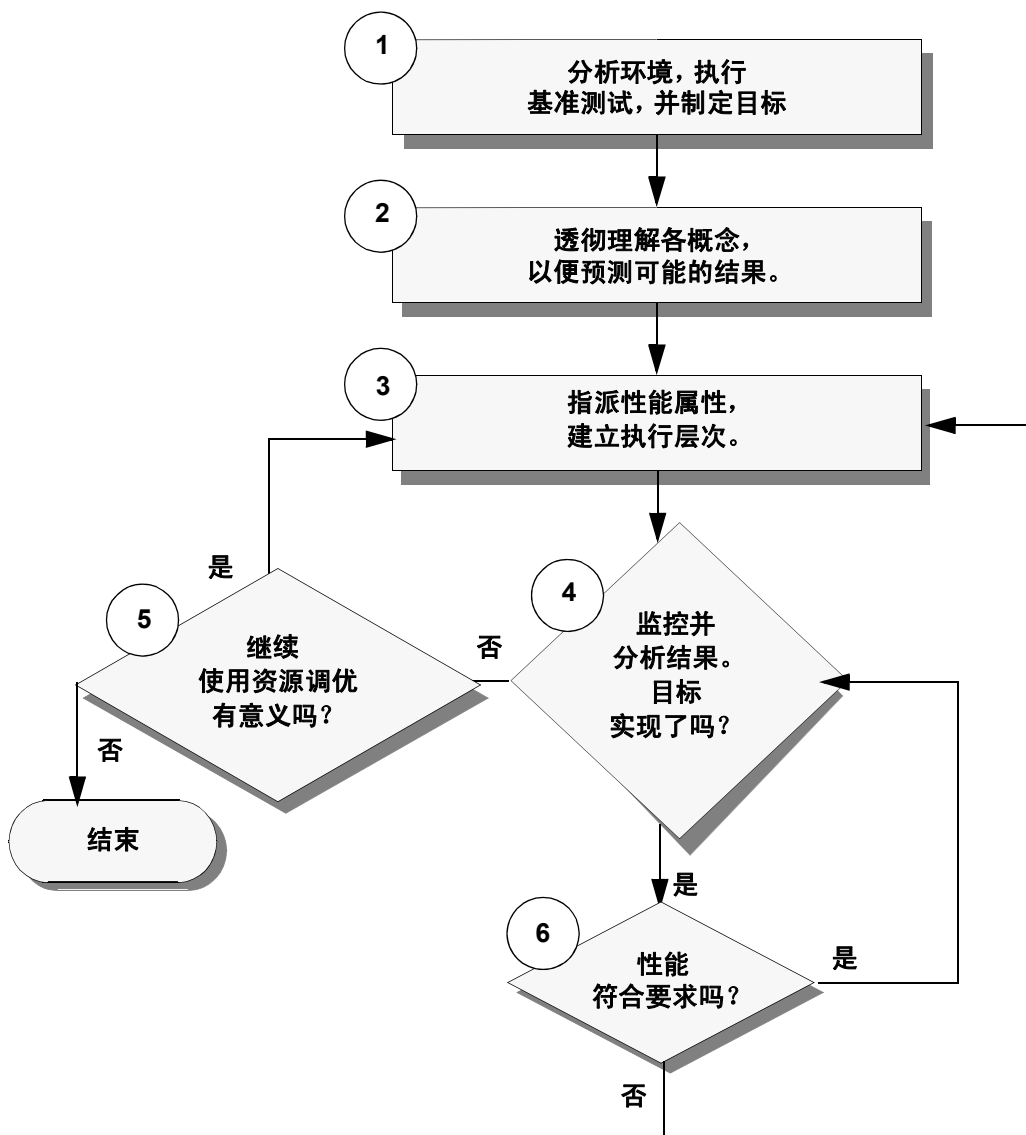 1
分析环境，执行
基准测试，并制定目标
2
透彻理解各概念，
以便预测可能的结果。
3
指派性能属性，
建立执行层次。
是
5
继续
使用资源调优
有意义吗？
否
4
监控并
分析结果。
目标
实现了吗？
否
结束
是
6
性能
符合要求吗？
是
否